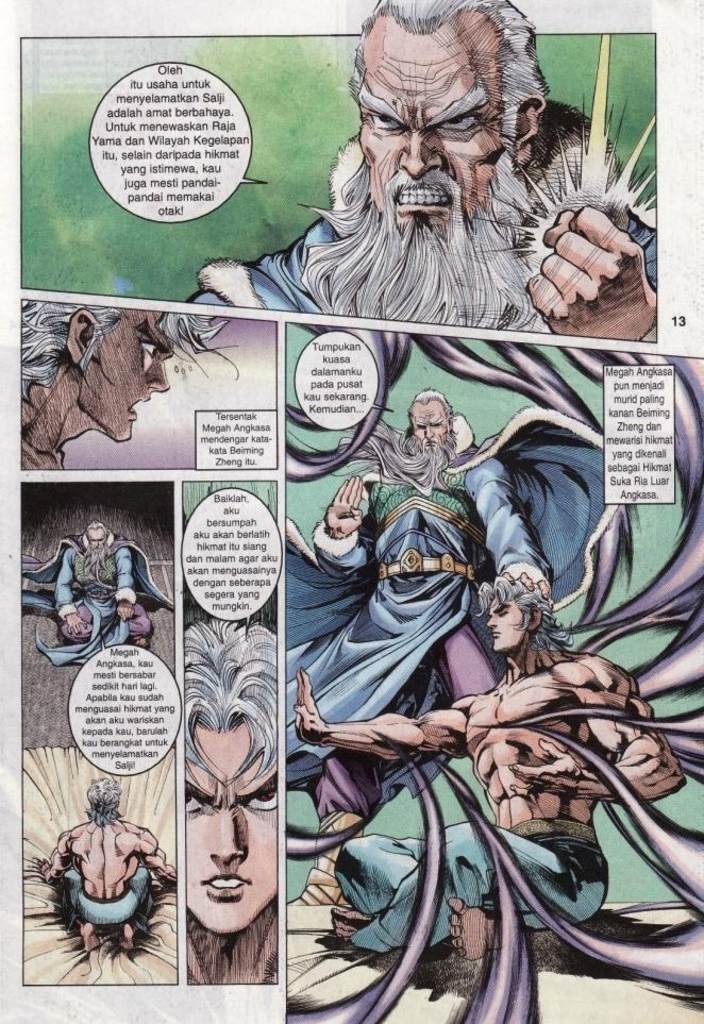 Oleh
itu usaha untuk
menyelamatkan Salji
adalah amat berbahaya.
Untuk menewaskan Raja
Yama dan Wilayah Kegelapan
itu, selain daripada hikmat
yang istimewa, kau
juga mesti pandai-
pandai memakai
otak!
13
Tersentak
Megah Angkasa
mendengar kata-
kata Beiming
Zheng itu.
Tumpukan
kuasa
dalamanku
pada pusat
kau sekarang.
Kemudian...
Megah Angkasa
pun menjadi
murid paling
kanan Beiming
Zheng dan
mewarisi hikmat
yang dikenali
sebagai Hikmat
Suka Ria Luar
Angkasa.
Megah
Angkasa, kau
mesti bersabar
sedikit hari lagi.
Apabila kau sudah
menguasai hikmat yang
akan aku wariskan
kepada kau, barulah
kau berangkat untuk
menyelamatkan
Salji!
Baiklah,
aku
bersumpah
aku akan berlatih
hikmat itu siang
dan malam agar aku
akan menguasainya
dengan seberapa
segera yang
mungkin.